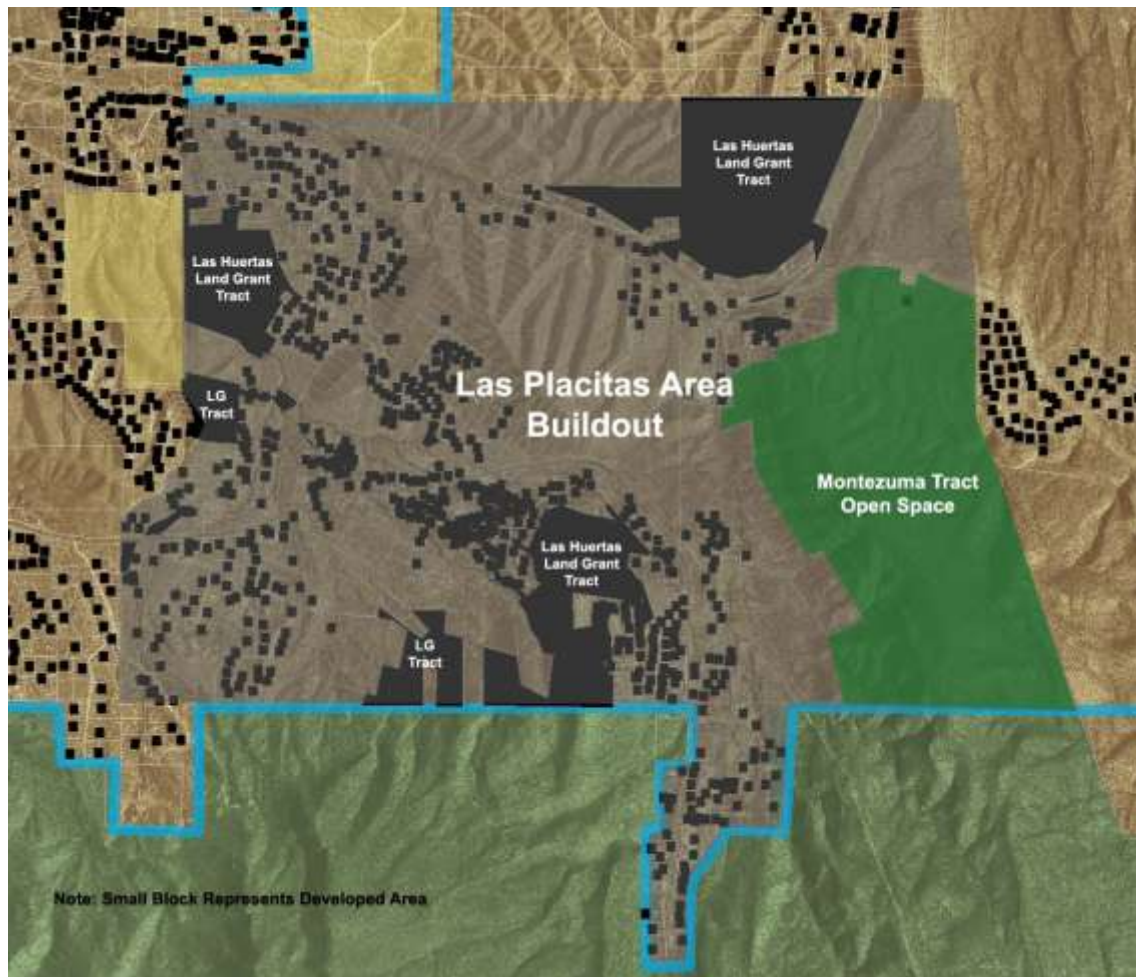 Las Huertas
Land Grant
Tract
Las Huertas
Land Grant
Tract
Las Placitas Area
Buildout
LG
Tract
Montezuma Tract
Open Space
Las Huertas
Land Grant
Tract
LG
Tract
Note: Small Block Represents Developed Area